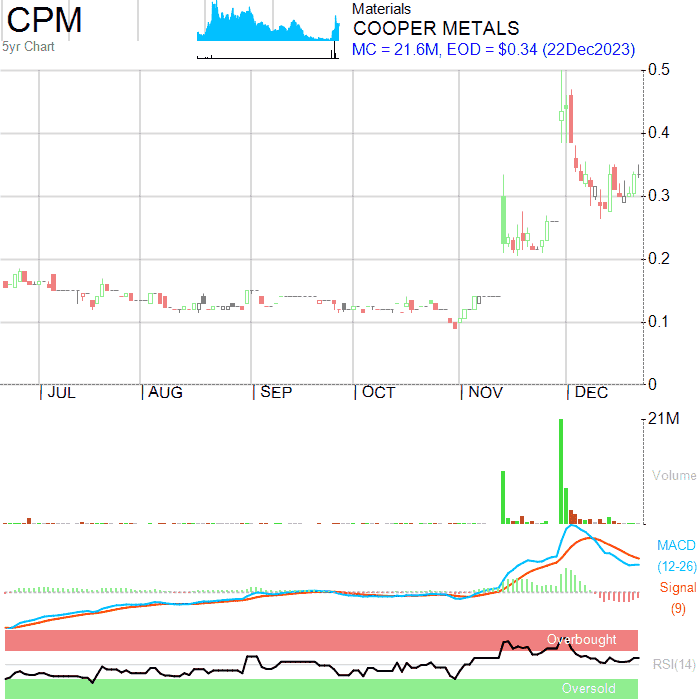 CPM
5yr Chart
Materials
COOPER METALS
MC = 21.6M, EOD = $0.34 (22Dec2023)
0.5
0.4
0.3
0.2
0.1
0
JUL AUG SEP OCT NOV DEC
21M
Volume
MACD
(12-26)
Signal
(9)
Overbought
RSI(14)
Oversold